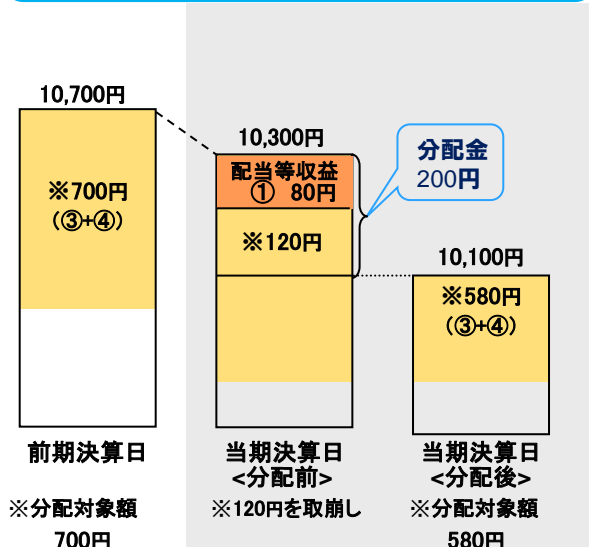 10,700円
※700円
(③+④)
前期決算日
※分配対象額
700円
10,300円
配当等収益
① 80円
※120円
当期決算日
<分配前>
※120円を取崩し
分配金
200円
10,100円
※580円
(③+④)
当期決算日
<分配後>
※分配対象額
580円